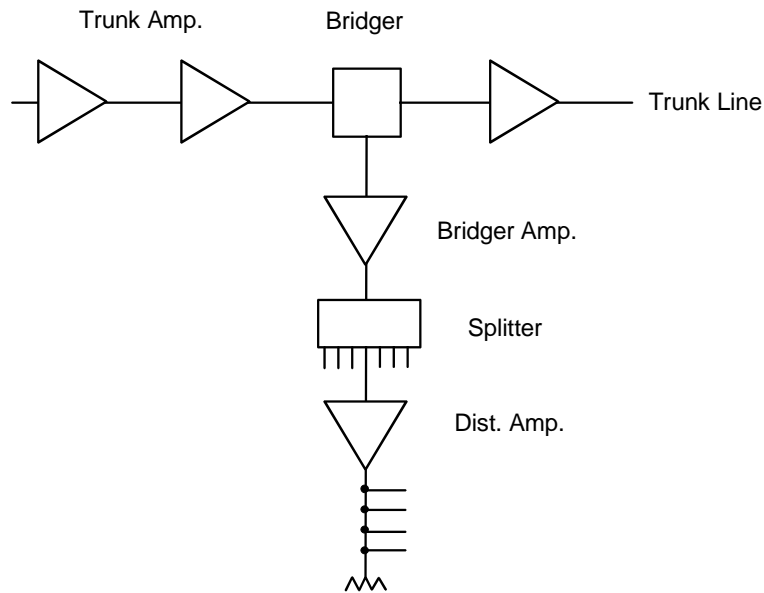 Trunk Amp.
Bridger
Trunk Line
Bridger Amp.
Splitter
Dist. Amp.